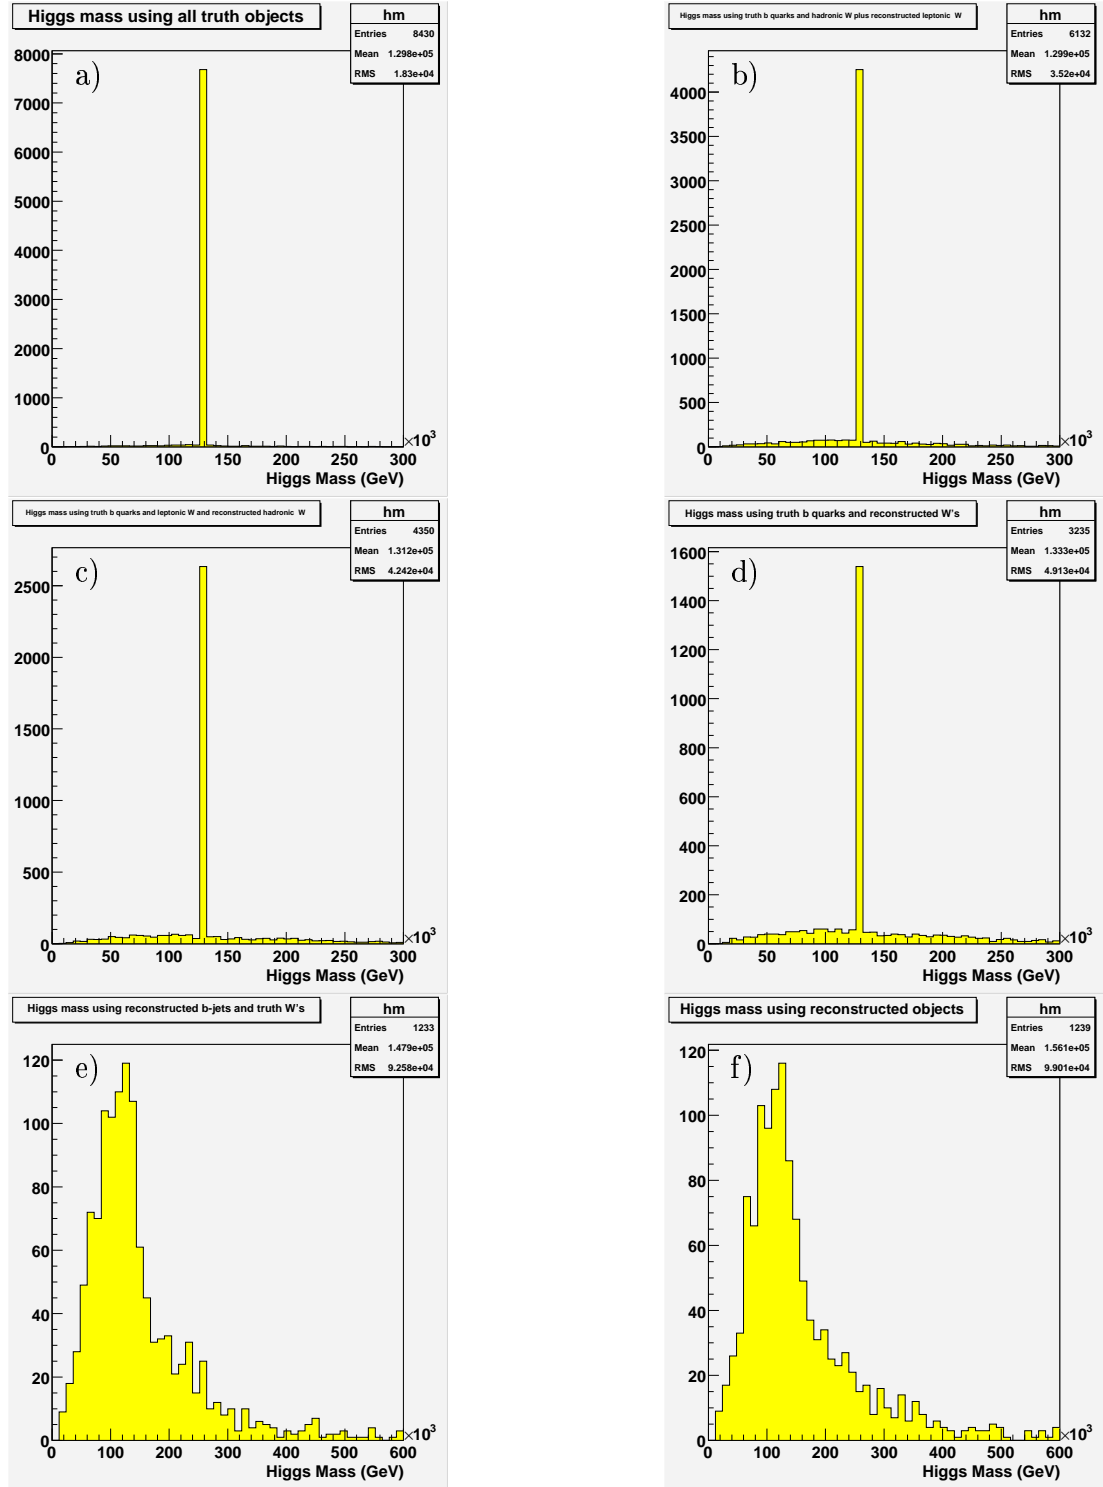 Higgs mass using all truth objects
hm
Entries 8430
Mean 1.298e+05
RMS 1.83e+04
a)
8000
7000
6000
5000
4000
3000
2000
1000
0
0 50 100 150 200 250 300
×10³
Higgs Mass (GeV)
Higgs mass using truth b quarks and hadronic W plus reconstructed leptonic W
hm
Entries 6132
Mean 1.299e+05
RMS 3.52e+04
b)
4000
3500
3000
2500
2000
1500
1000
500
0
0 50 100 150 200 250 300
×10³
Higgs Mass (GeV)
Higgs mass using truth b quarks and leptonic W and reconstructed hadronic W
hm
Entries 4350
Mean 1.312e+05
RMS 4.242e+04
c)
2500
2000
1500
1000
500
0
0 50 100 150 200 250 300
×10³
Higgs Mass (GeV)
Higgs mass using truth b quarks and reconstructed W's
hm
Entries 3235
Mean 1.333e+05
RMS 4.913e+04
d)
1600
1400
1200
1000
800
600
400
200
0
0 50 100 150 200 250 300
×10³
Higgs Mass (GeV)
Higgs mass using reconstructed b-jets and truth W's
hm
Entries 1233
Mean 1.479e+05
RMS 9.258e+04
e)
120
100
80
60
40
20
0
0 100 200 300 400 500 600
×10³
Higgs Mass (GeV)
Higgs mass using reconstructed objects
hm
Entries 1239
Mean 1.561e+05
RMS 9.901e+04
f)
120
100
80
60
40
20
0
0 100 200 300 400 500 600
×10³
Higgs Mass (GeV)